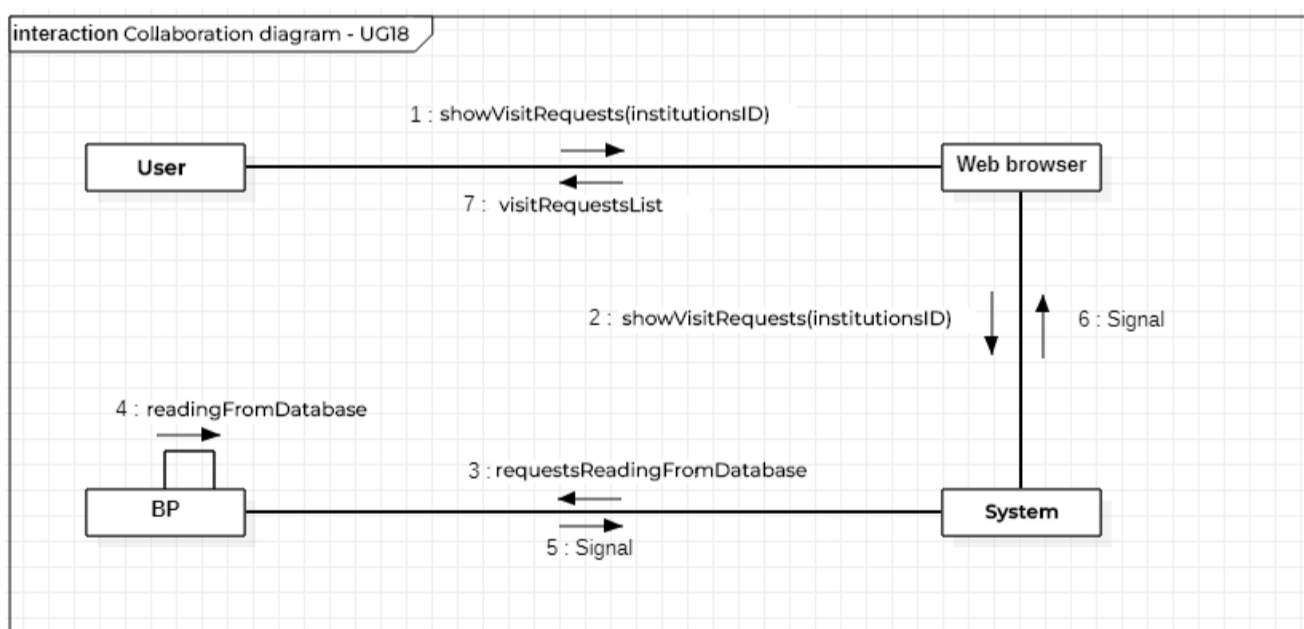 interaction Collaboration diagram - UG18
1 : showVisitRequests(institutionsID)
User
Web browser
7 : visitRequestsList
2 : showVisitRequests(institutionsID)
6 : Signal
4 : readingFromDatabase
3 : requestsReadingFromDatabase
BP
System
5 : Signal